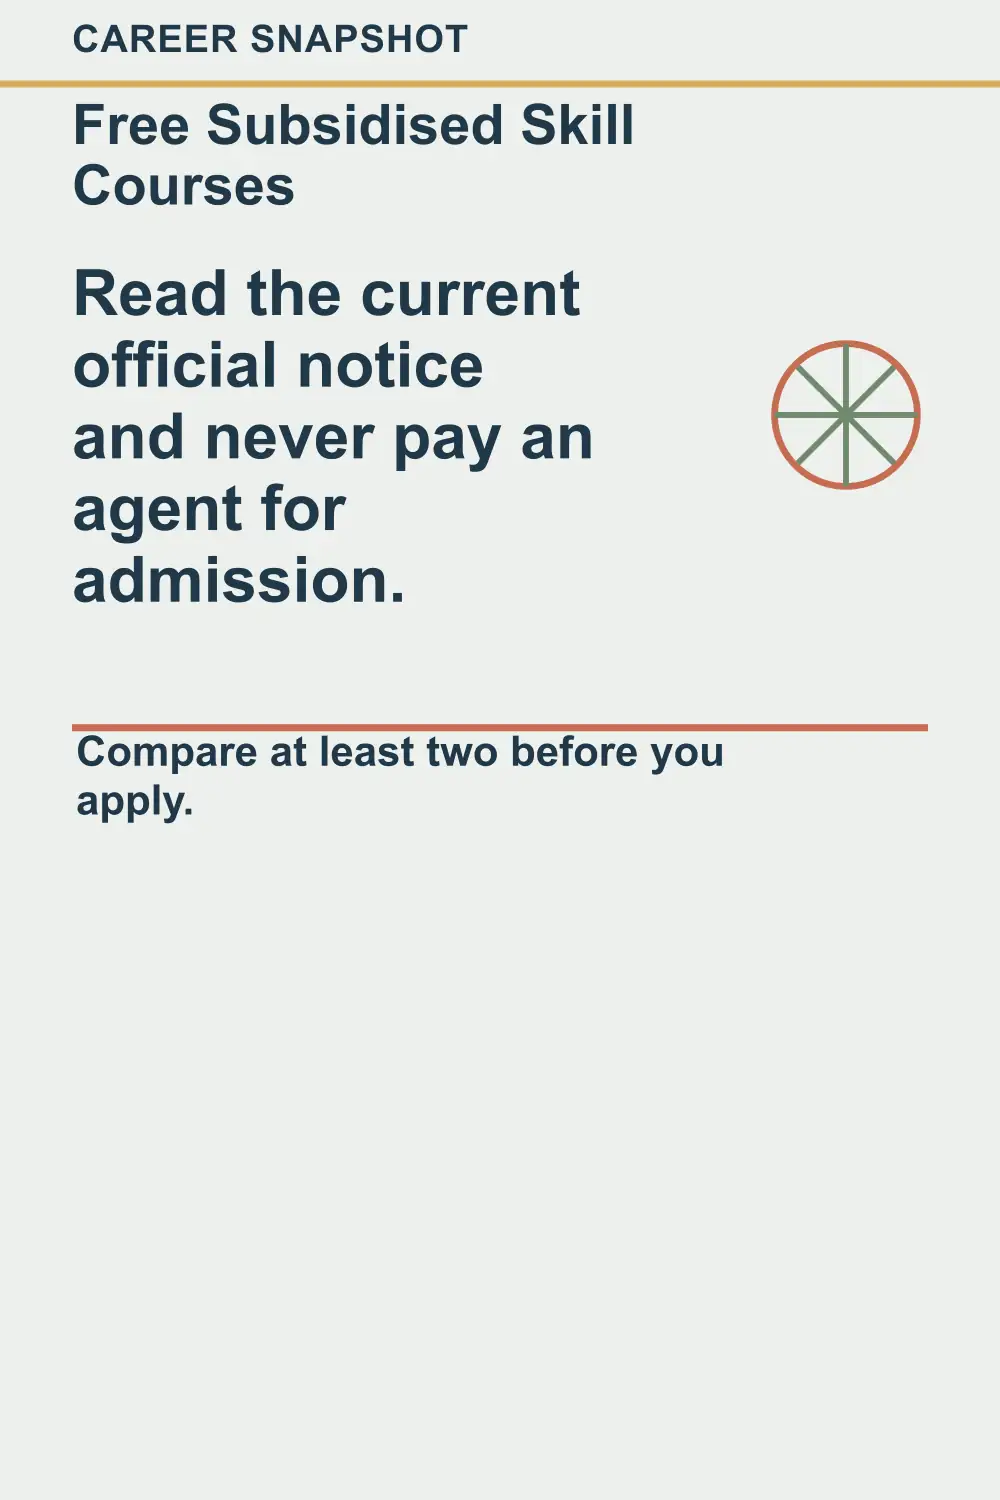 CAREER SNAPSHOT
Free Subsidised Skill
Courses
Read the current
official notice
and never pay an
agent for
admission.
Compare at least two before you
apply.